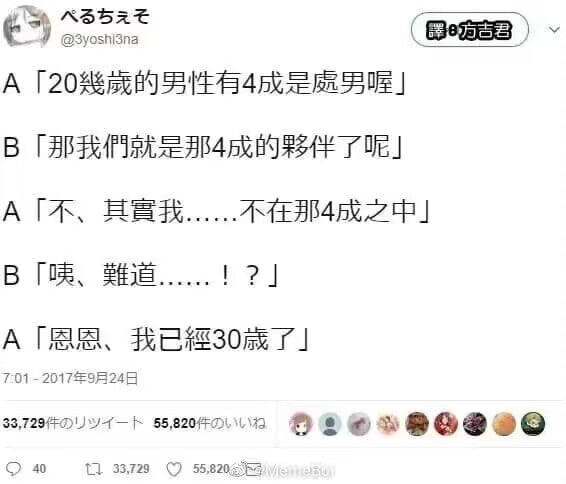 ぺるちぇそ
@3yoshi3na
譯θ方吉君
A「20幾歲的男性有4成是處男喔」
B「那我們就是那4成的夥伴了呢」
A「不、其實我……不在那4成之中」
B「咦、難道……！？」
A「恩恩、我已經30歲了」
7:01 - 2017年9月24日
33,729件のリツイート 55,820件のいいね
40 33,729 55,820
@MemeBoi